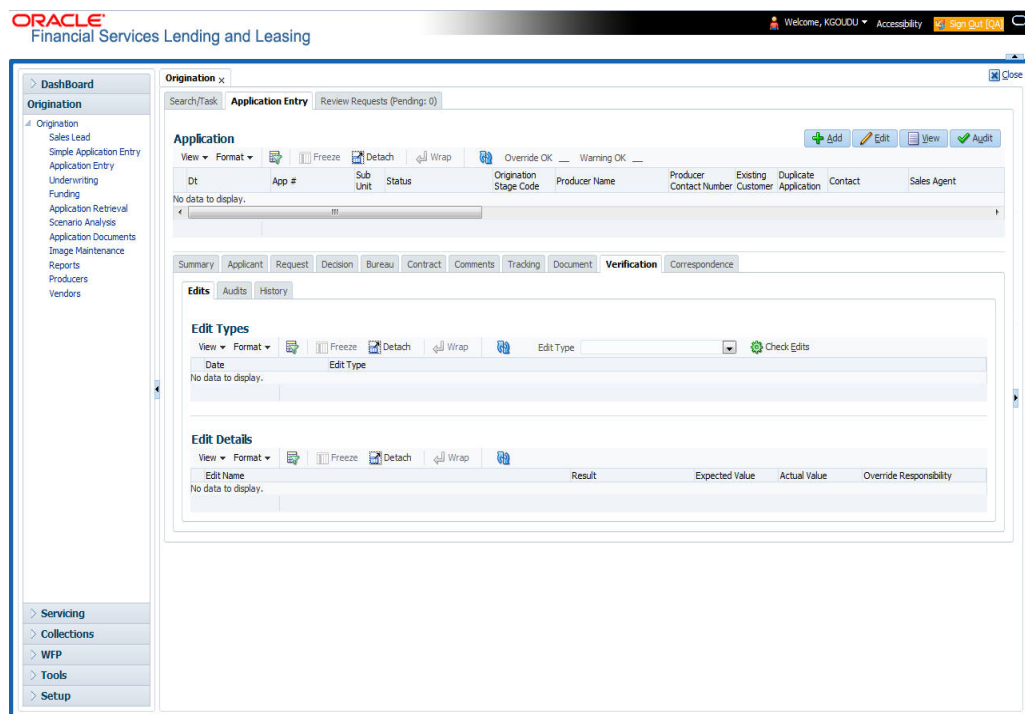 ORACLE'
Financial Services Lending and Leasing
Welcome, KGOUDU Accessibility Sign Out [QA]
Close
DashBoard
Origination
Origination
Sales Lead
Simple Application Entry
Application Entry
Underwriting
Funding
Application Retrieval
Scenario Analysis
Application Documents
Image Maintenance
Reports
Producers
Vendors
Servicing
Collections
WFP
Tools
Setup
Origination x
Search/Task Application Entry Review Requests (Pending: 0)
Application
Add Edit View Audit
View Format Freeze Detach Wrap Override OK __ Warning OK __
Dt App # Sub Unit Status Origination Stage Code Producer Name Producer Contact Number Existing Customer Duplicate Application Contact Sales Agent
No data to display.
Summary Applicant Request Decision Bureau Contract Comments Tracking Document Verification Correspondence
Edits Audits History
Edit Types
View Format Freeze Detach Wrap Edit Type Check Edits
Date Edit Type
No data to display.
Edit Details
View Format Freeze Detach Wrap
Edit Name Result Expected Value Actual Value Override Responsibility
No data to display.